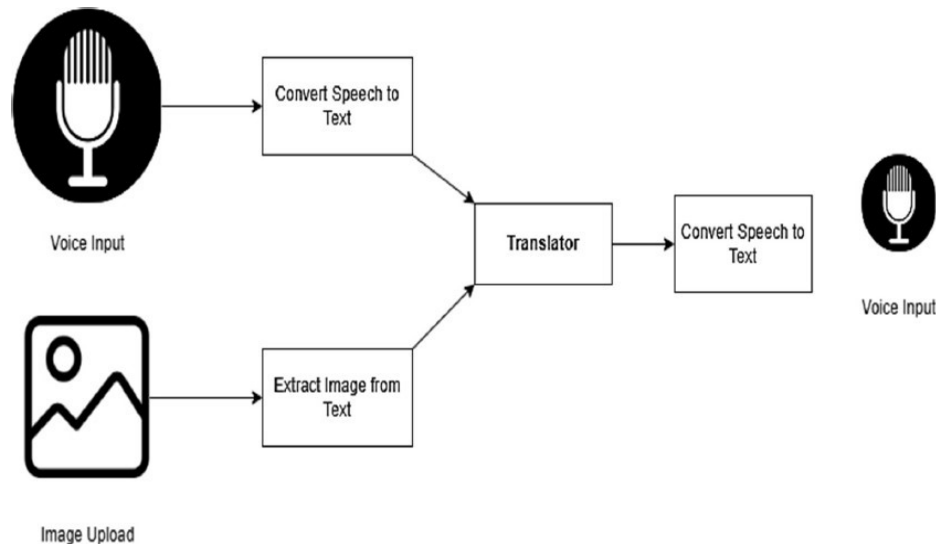 Convert Speech to
Text
Voice Input
Translator
Convert Speech to
Text
Voice Input
Extract Image from
Text
Image Upload